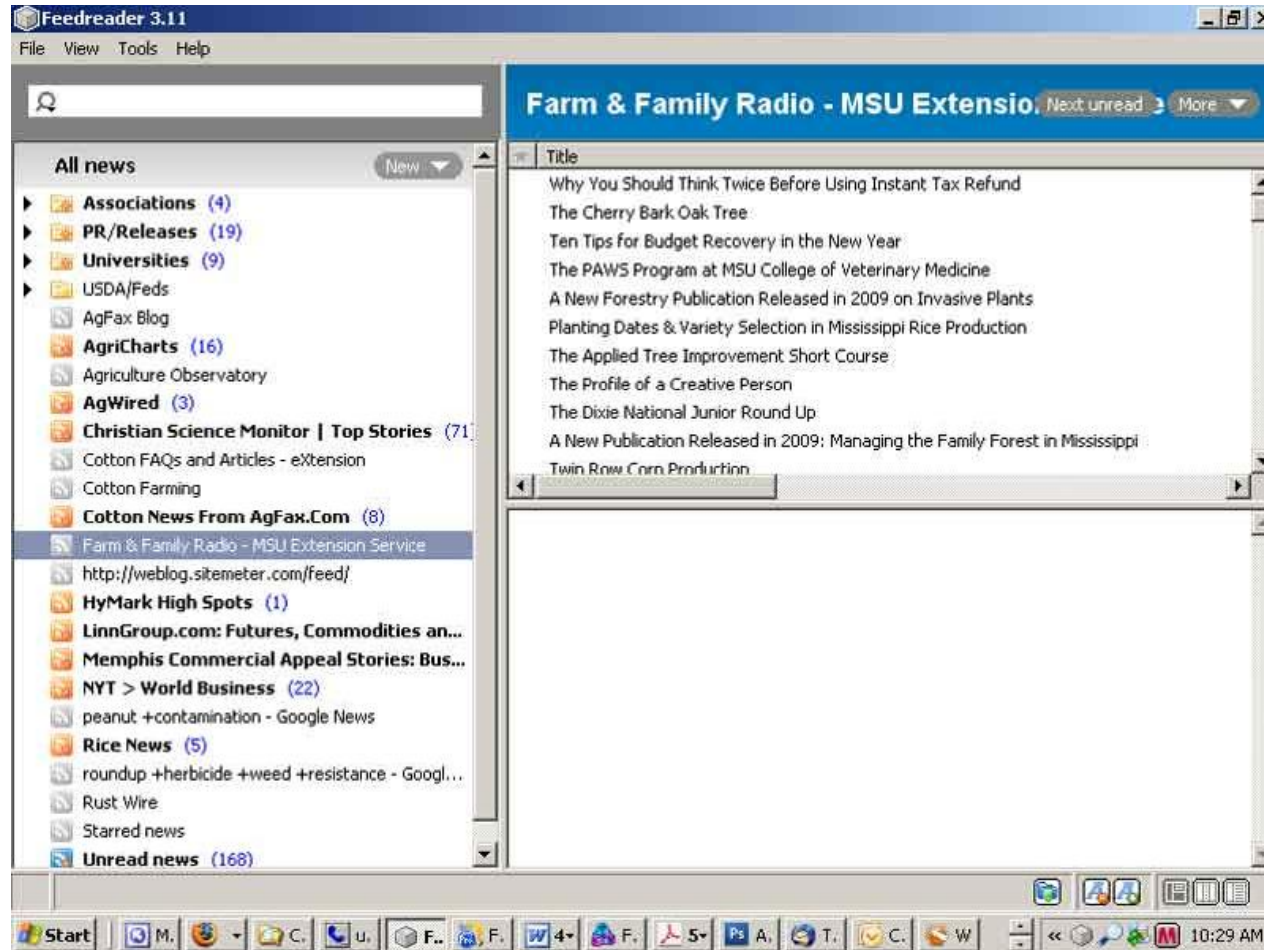 Feedreader 3.11
File View Tools Help
Farm & Family Radio - MSU Extensio
Next unread
More
All news
New
Title
Associations (4)
PR/Releases (19)
Universities (9)
USDA/Feds
AgFax Blog
AgriCharts (16)
Agriculture Observatory
AgWired (3)
Christian Science Monitor | Top Stories (71
Cotton FAQs and Articles - eXtension
Cotton Farming
Cotton News From AgFax.Com (8)
Farm & Family Radio - MSU Extension Service
http://weblog.sitemeter.com/feed/
HyMark High Spots (1)
LinnGroup.com: Futures, Commodities an...
Memphis Commercial Appeal Stories: Bus...
NYT > World Business (22)
peanut +contamination - Google News
Rice News (5)
roundup +herbicide +weed +resistance - Googl...
Rust Wire
Starred news
Unread news (168)
Why You Should Think Twice Before Using Instant Tax Refund
The Cherry Bark Oak Tree
Ten Tips for Budget Recovery in the New Year
The PAWS Program at MSU College of Veterinary Medicine
A New Forestry Publication Released in 2009 on Invasive Plants
Planting Dates & Variety Selection in Mississippi Rice Production
The Applied Tree Improvement Short Course
The Profile of a Creative Person
The Dixie National Junior Round Up
A New Publication Released in 2009: Managing the Family Forest in Mississippi
Twin Row Corn Production
Start M. C. u. F.. F. 4 F. 5 A. T. C. W « 10:29 AM